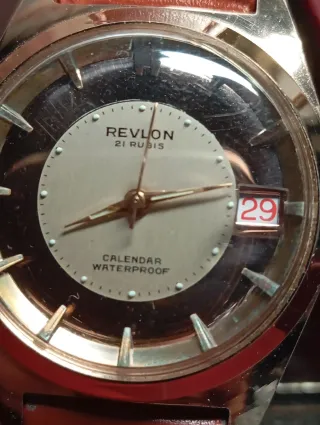 REVLON
21 RUBIS
29
CALENDAR
WATERPROOF